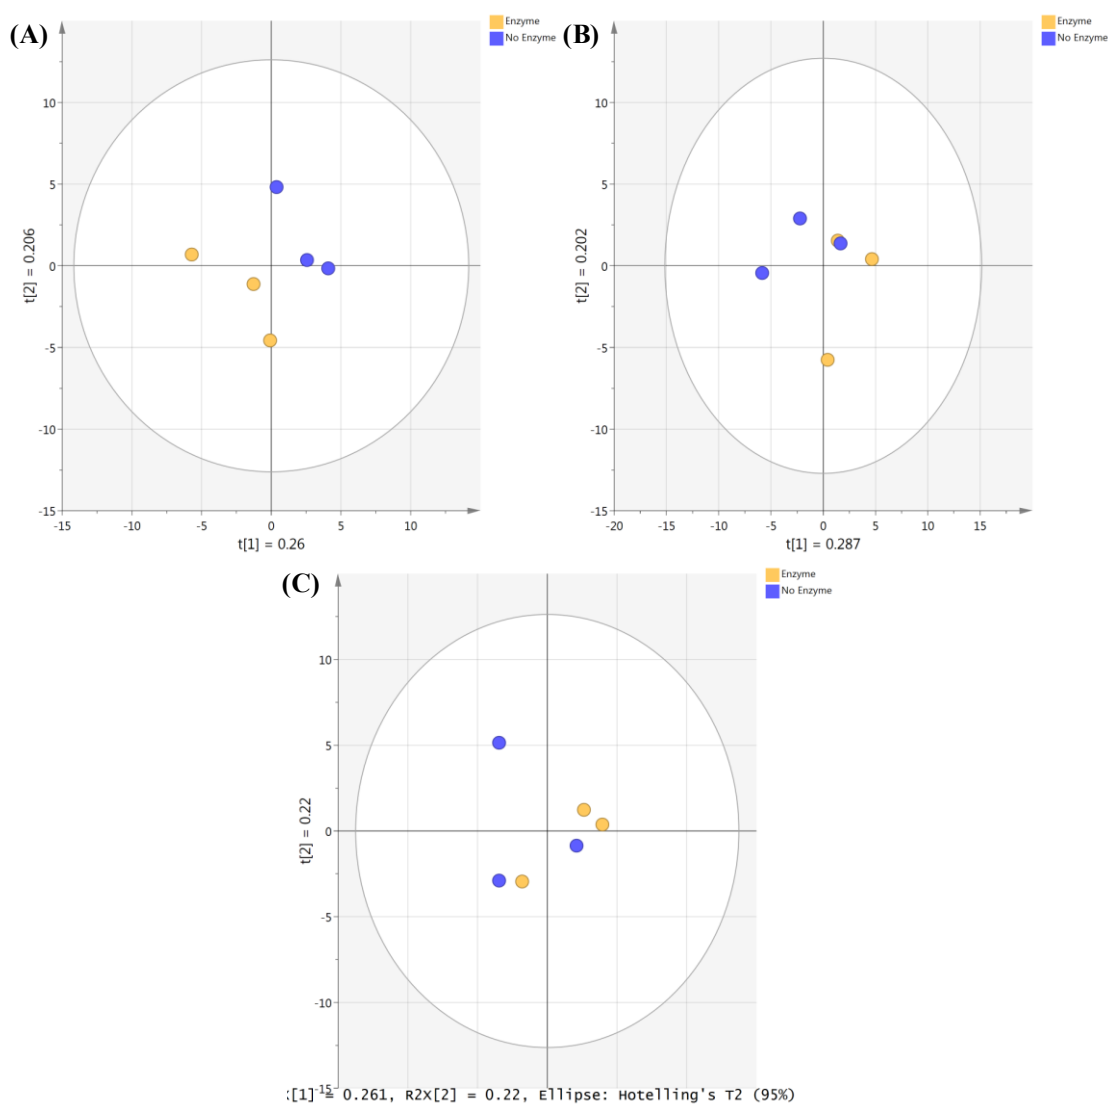 (A)
Enzyme
No Enzyme
10
5
0
-5
-10
-15
t[2] = 0.206
-15 -10 -5 0 5 10
t[1] = 0.26
(B)
Enzyme
No Enzyme
10
5
0
-5
-10
-15
t[2] = 0.202
-20 -15 -10 -5 0 5 10 15
t[1] = 0.287
(C)
Enzyme
No Enzyme
10
5
0
-5
-10
-15
t[2] = 0.22
[1] = 0.261, R2X[2] = 0.22, Ellipse: Hotelling's T2 (95%)